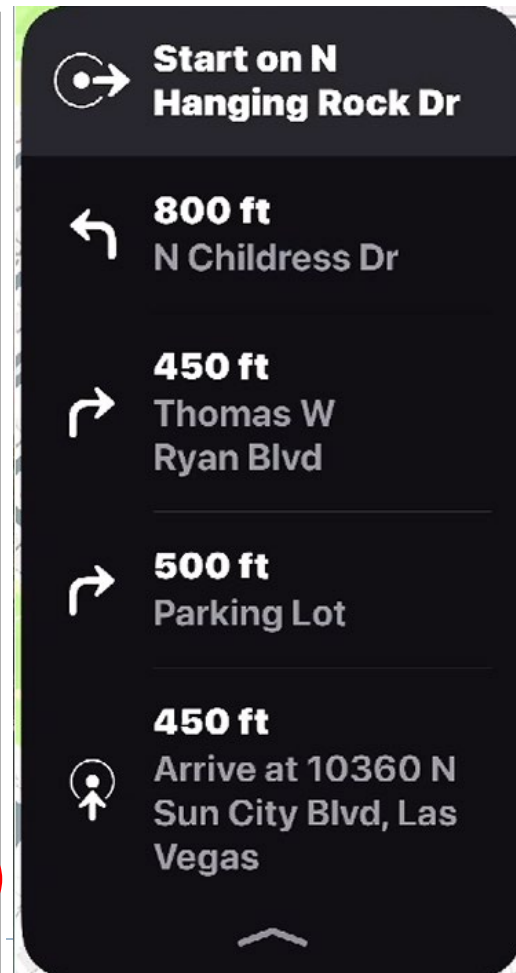 Start on N
Hanging Rock Dr
800 ft
N Childress Dr
450 ft
Thomas W
Ryan Blvd
500 ft
Parking Lot
450 ft
Arrive at 10360 N
Sun City Blvd, Las
Vegas